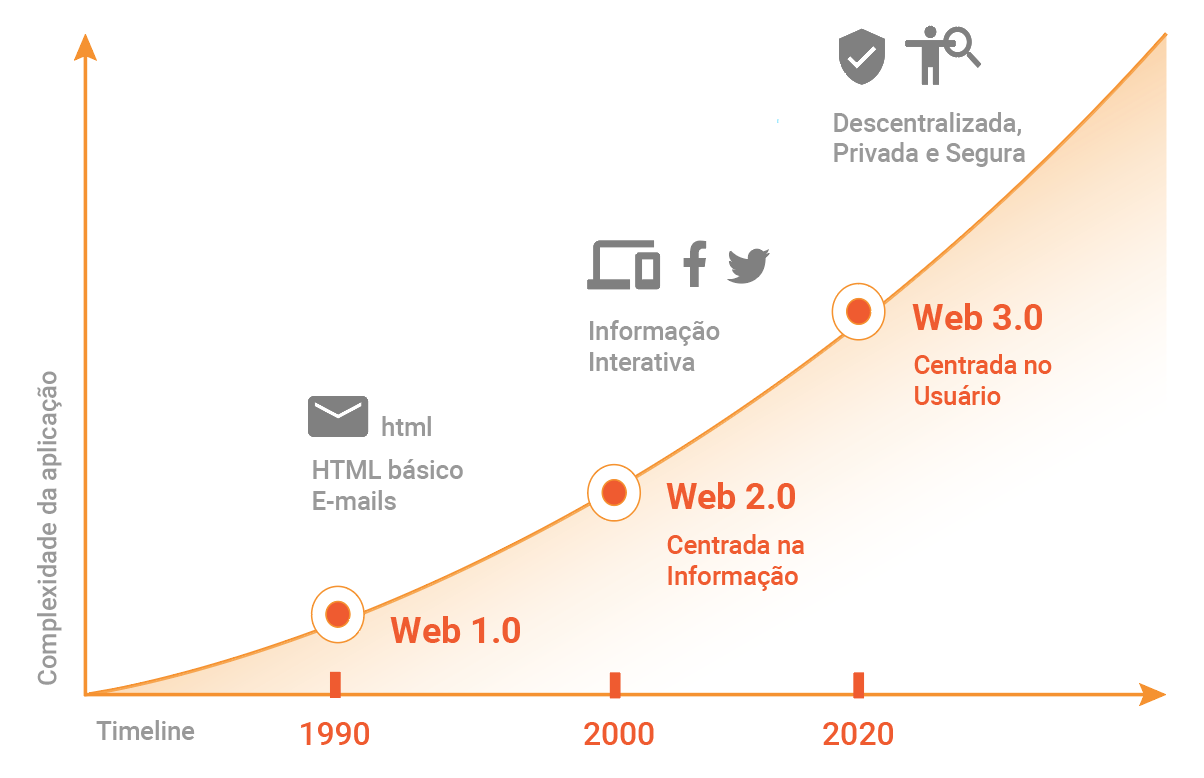 Descentralizada,
Privada e Segura
Informação
Interativa
Web 3.0
Centrada no
Usuário
html
HTML básico
E-mails
Web 2.0
Centrada na
Informação
Web 1.0
Complexidade da aplicação
Timeline
1990
2000
2020